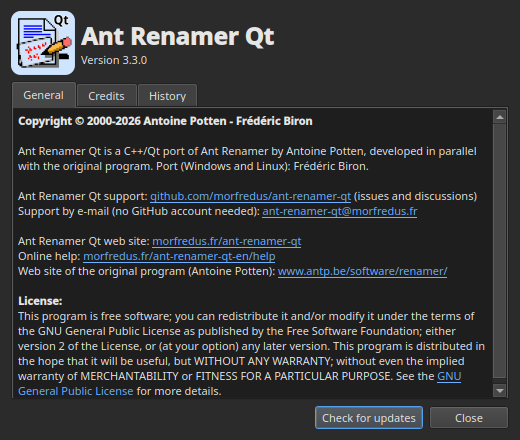 Qt
Ant Renamer Qt
Version 3.3.0
General
Credits
History
Copyright © 2000-2026 Antoine Potten - Frédéric Biron
Ant Renamer Qt is a C++/Qt port of Ant Renamer by Antoine Potten, developed in parallel
with the original program. Port (Windows and Linux): Frédéric Biron.
Ant Renamer Qt support: github.com/morfredus/ant-renamer-qt (issues and discussions)
Support by e-mail (no GitHub account needed): ant-renamer-qt@morfredus.fr
Ant Renamer Qt web site: morfredus.fr/ant-renamer-qt
Online help: morfredus.fr/ant-renamer-qt-en/help
Web site of the original program (Antoine Potten): www.antp.be/software/renamer/
License:
This program is free software; you can redistribute it and/or modify it under the terms of
the GNU General Public License as published by the Free Software Foundation; either
version 2 of the License, or (at your option) any later version. This program is distributed in
the hope that it will be useful, but WITHOUT ANY WARRANTY; without even the implied
warranty of MERCHANTABILITY or FITNESS FOR A PARTICULAR PURPOSE. See the GNU
General Public License for more details.
Check for updates
Close